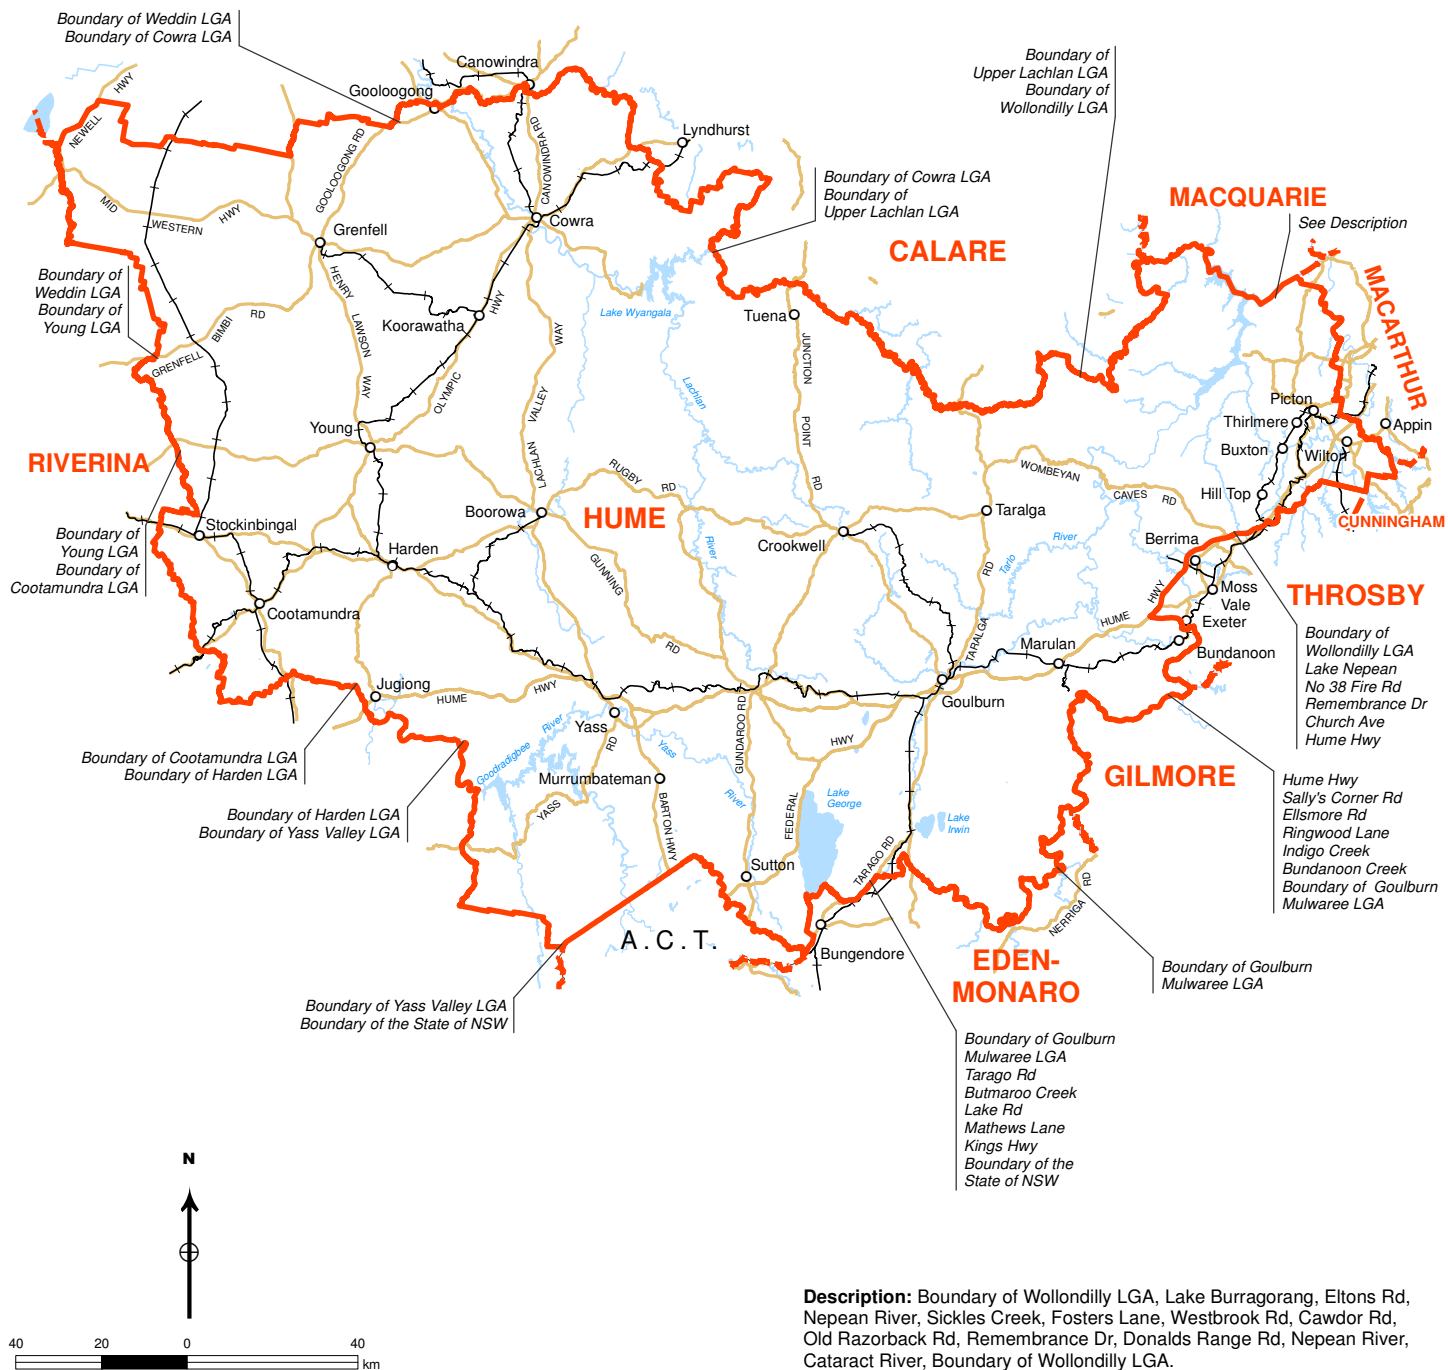 Boundary of Weddin LGA
Boundary of Cowra LGA
Canowindra
Gooloogong
Lyndhurst
Boundary of
Upper Lachlan LGA
Boundary of
Wollondilly LGA
HWY
NEWELL
GOOLOOGONG RD
CANOWINDRA RD
Boundary of Cowra LGA
Boundary of
Upper Lachlan LGA
MACQUARIE
See Description
MID
WESTERN
HWY
Grenfell
Cowra
CALARE
MACARTHUR
Boundary of
Weddin LGA
Boundary of
Young LGA
HENRY
LAWSON
WAY
Koorawatha
HWY
OLYMPIC
Lake Wyangala
Tuena
GRENFELL
BIMBI
RD
WAY
VALLEY
LACHLAN
Lachlan
River
JUNCTION
POINT
RD
Picton
Thirlmere
Appin
Buxton
Wilton
Young
RIVERINA
RUGBY
RD
WOMBEYAN
CAVES
RD
Hill Top
CUNNINGHAM
Boorowa
HUME
Taralga
Stockinbingal
Boundary of
Young LGA
Boundary of
Cootamundra LGA
Harden
GUNNING
RD
Crookwell
Tarlo
River
RD
TARALGA
Berrima
THROSBY
Moss
Vale
Exeter
Bundanoon
HUME
HWY
Marulan
Cootamundra
Boundary of
Wollondilly LGA
Lake Nepean
No 38 Fire Rd
Remembrance Dr
Church Ave
Hume Hwy
Jugiong
HUME
HWY
Goulburn
Yass
Goodradigbee
River
Yass
River
GUNDAROO RD
HWY
FEDERAL
Boundary of Cootamundra LGA
Boundary of Harden LGA
Murrumbateman
RD
YASS
BARTON HWY
Lake
George
Lake
Irwin
GILMORE
Boundary of Harden LGA
Boundary of Yass Valley LGA
Hume Hwy
Sally's Corner Rd
Ellsmore Rd
Ringwood Lane
Indigo Creek
Bundanoon Creek
Boundary of Goulburn
Mulwaree LGA
Sutton
TARAGO RD
NERRIGA
RD
A.C.T.
Bungendore
EDEN-
MONARO
Boundary of Goulburn
Mulwaree LGA
Boundary of Yass Valley LGA
Boundary of the State of NSW
Boundary of Goulburn
Mulwaree LGA
Tarago Rd
Butmaroo Creek
Lake Rd
Mathews Lane
Kings Hwy
Boundary of the
State of NSW
N
40 20 0 40
km
Description: Boundary of Wollondilly LGA, Lake Burragorang, Eltons Rd,
Nepean River, Sickles Creek, Fosters Lane, Westbrook Rd, Cawdor Rd,
Old Razorback Rd, Remembrance Dr, Donalds Range Rd, Nepean River,
Cataract River, Boundary of Wollondilly LGA.